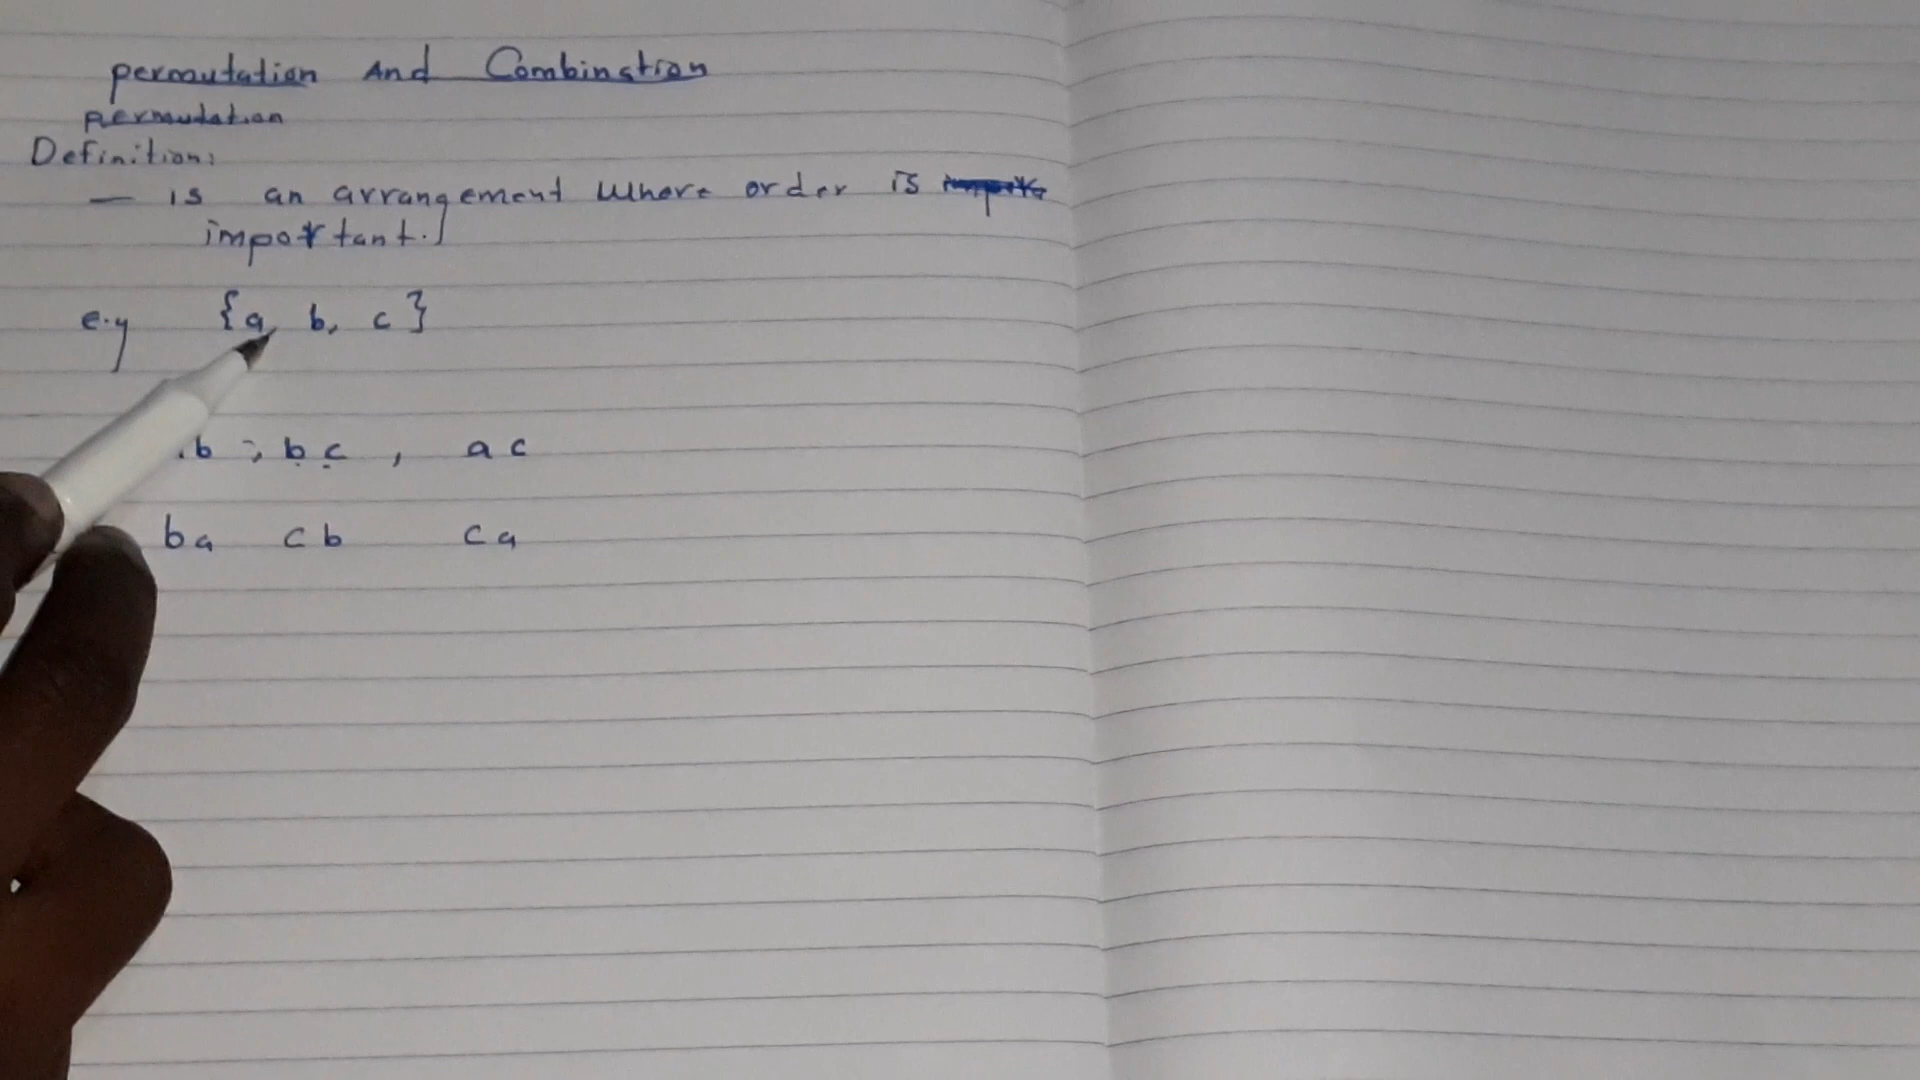 permutation And Combination
permutation
Definition:
— is an arrangement where order is
important.
e.g {a, b, c}
b , bc , ac
ba cb ca